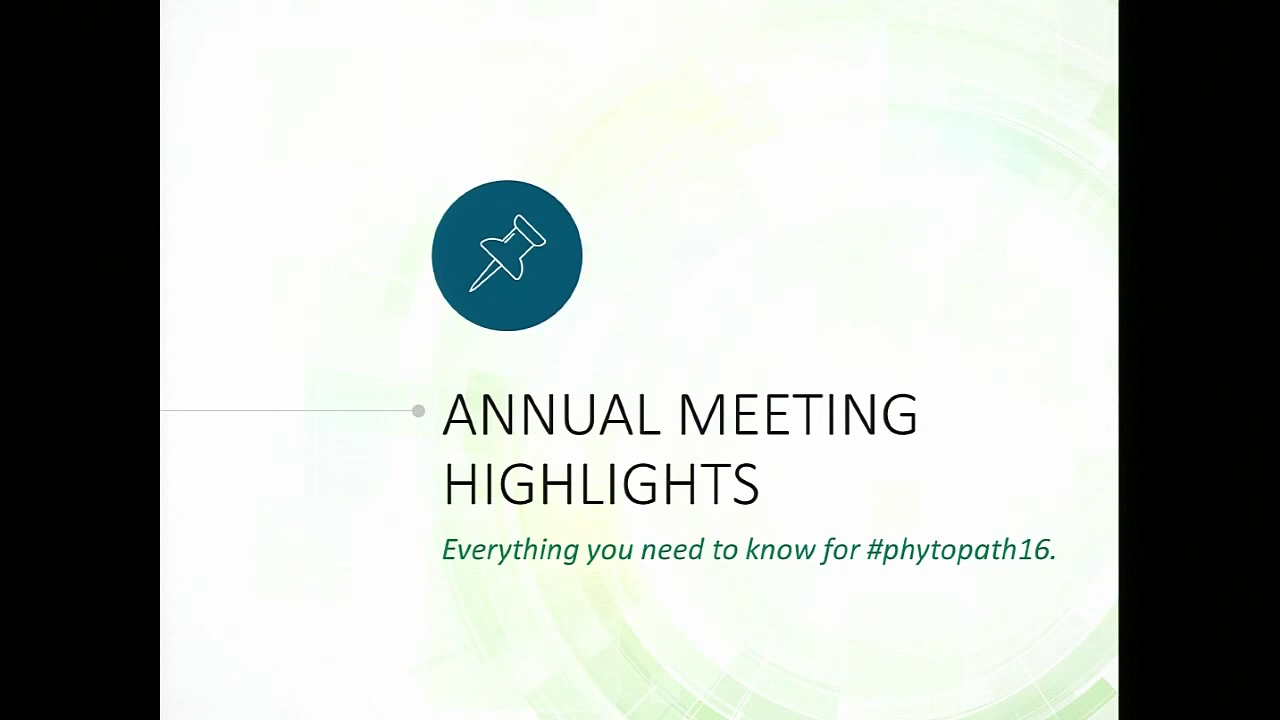 ANNUAL MEETING
HIGHLIGHTS
Everything you need to know for #phytopath16.